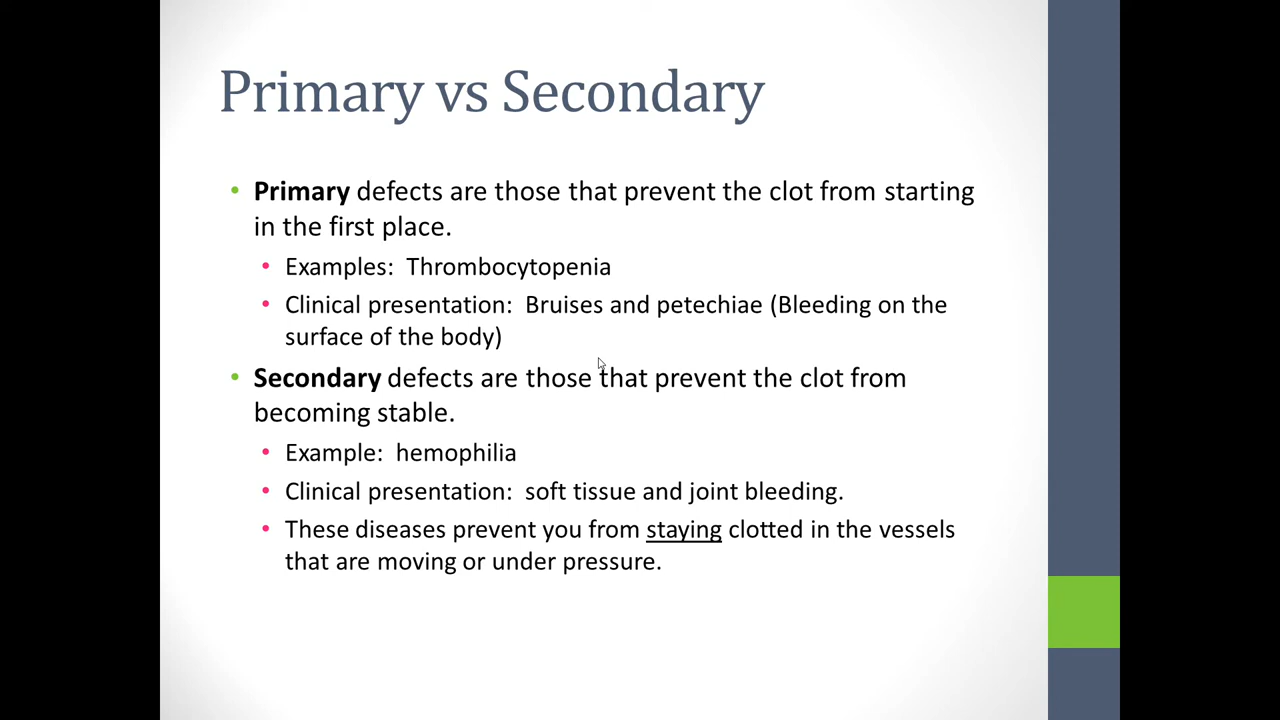 Primary vs Secondary
• Primary defects are those that prevent the clot from starting
in the first place.
• Examples:  Thrombocytopenia
• Clinical presentation:  Bruises and petechiae (Bleeding on the
surface of the body)
• Secondary defects are those that prevent the clot from
becoming stable.
• Example:  hemophilia
• Clinical presentation:  soft tissue and joint bleeding.
• These diseases prevent you from staying clotted in the vessels
that are moving or under pressure.